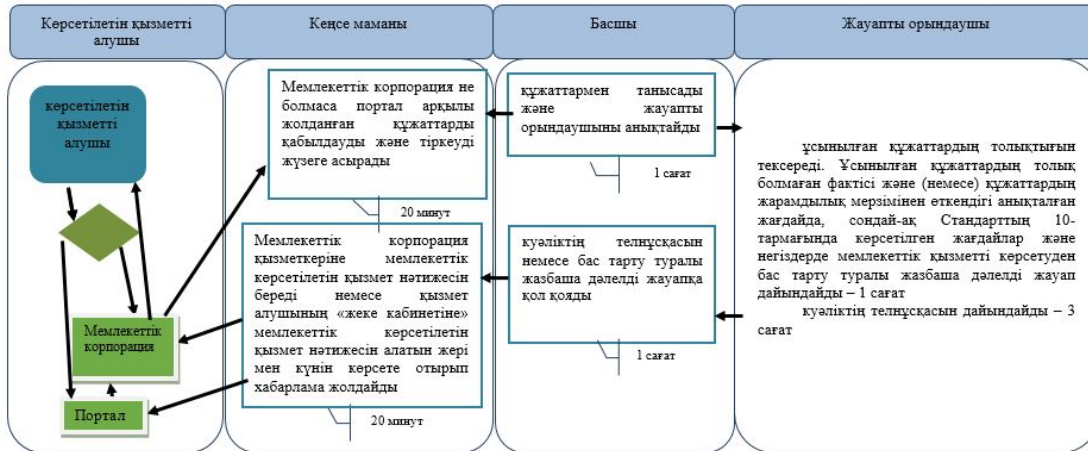 Көрсетілетін қызметті
алушы
Кеңсе маманы
Басшы
Жауапты орындаушы
көрсетілетін
қызметті
алушы
Мемлекеттік
корпорация
Портал
Мемлекеттік корпорация не
болмаса портал арқылы
жолданған құжаттарды
қабылдауды және тіркеуді
жүзеге асырады
20 минут
Мемлекеттік корпорация
қызметкеріне мемлекеттік
көрсетілетін қызмет нәтижесін
береді немесе қызмет
алушының «жеке кабинетіне»
мемлекеттік көрсетілетін
қызмет нәтижесін алатын жері
мен күнін көрсете отырып
хабарлама жолдайды
20 минут
құжаттармен танысады
және жауапты
орындаушыны анықтайды
1 сағат
куәліктің телнұсқасын
немесе бас тарту туралы
жазбаша дәлелді жауапқа
қол қояды
1 сағат
ұсынылған құжаттардың толықтығын
тексереді. Ұсынылған құжаттардың толық
болмаған фактісі және (немесе) құжаттардың
жарамдылық мерзімінен өткендігі анықталған
жағдайда, сондай-ақ Стандарттың 10-
тармағында көрсетілген жағдайлар және
негіздерде мемлекеттік қызметті көрсетуден
бас тарту туралы жазбаша дәлелді жауап
дайындайды – 1 сағат
куәліктің телнұсқасын дайындайды – 3
сағат